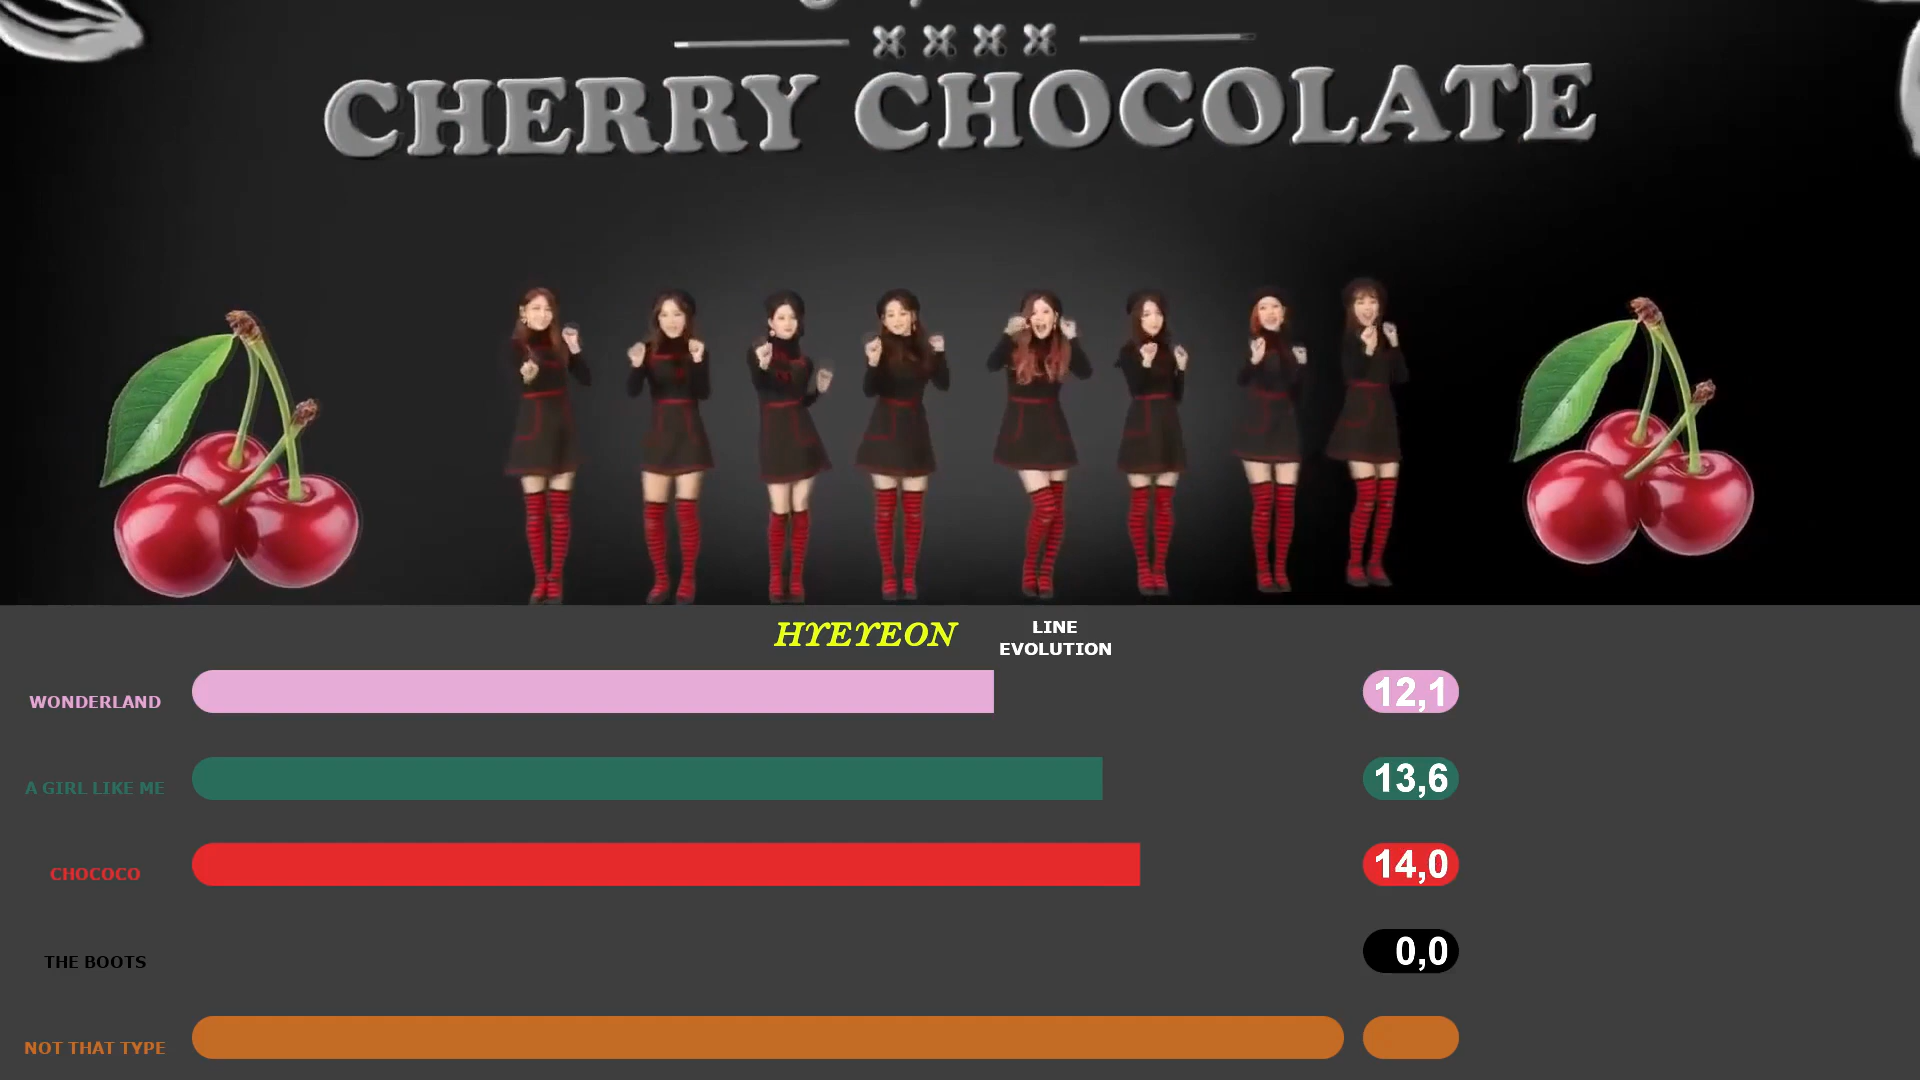 CHERRY CHOCOLATE
HYEYEON
LINE
EVOLUTION
WONDERLAND
12,1
A GIRL LIKE ME
13,6
CHOCOCO
14,0
THE BOOTS
0,0
NOT THAT TYPE